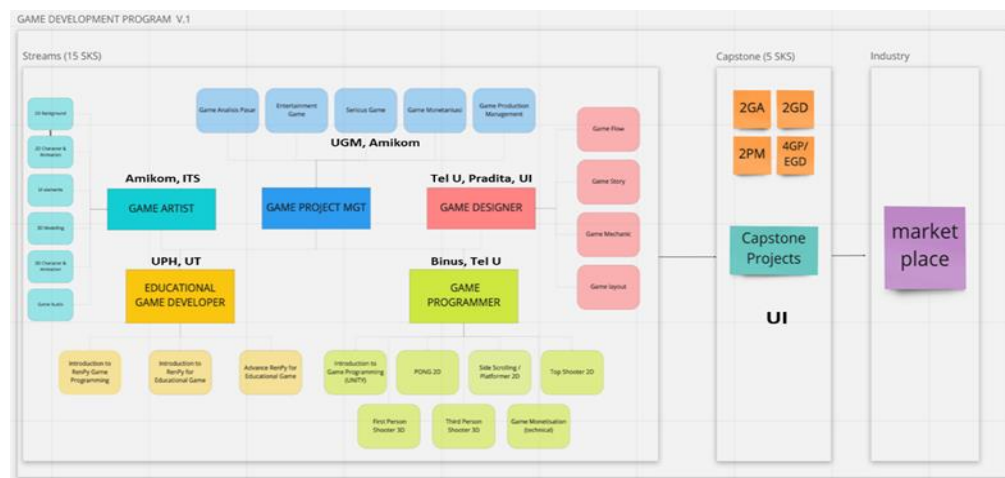 GAME DEVELOPMENT PROGRAM V.1
Streams (15 SKS)
2D Background
2D Character &
Animation
UI elements
3D Modelling
3D Character &
Animation
Game Audio
Game Analisis Pasar
Entertainment
Game
Serious Game
Game Monetisasi
Game Production
Management
UGM, Amikom
Amikom, ITS
GAME ARTIST
GAME PROJECT MGT
Tel U, Pradita, UI
GAME DESIGNER
Game Flow
Game Story
Game Mechanic
Game layout
UPH, UT
EDUCATIONAL
GAME DEVELOPER
Binus, Tel U
GAME
PROGRAMMER
Introduction to
RenPy Game
Programming
Introduction to
RenPy for
Educational Game
Advance RenPy for
Educational Game
Introduction to
Game Programming
(UNITY)
PONG 2D
Side Scrolling /
Platformer 2D
Top Shooter 2D
First Person
Shooter 3D
Third Person
Shooter 3D
Game Monetisation
(technical)
Capstone (5 SKS)
2GA
2GD
2PM
4GP/
EGD
Capstone
Projects
UI
Industry
market
place